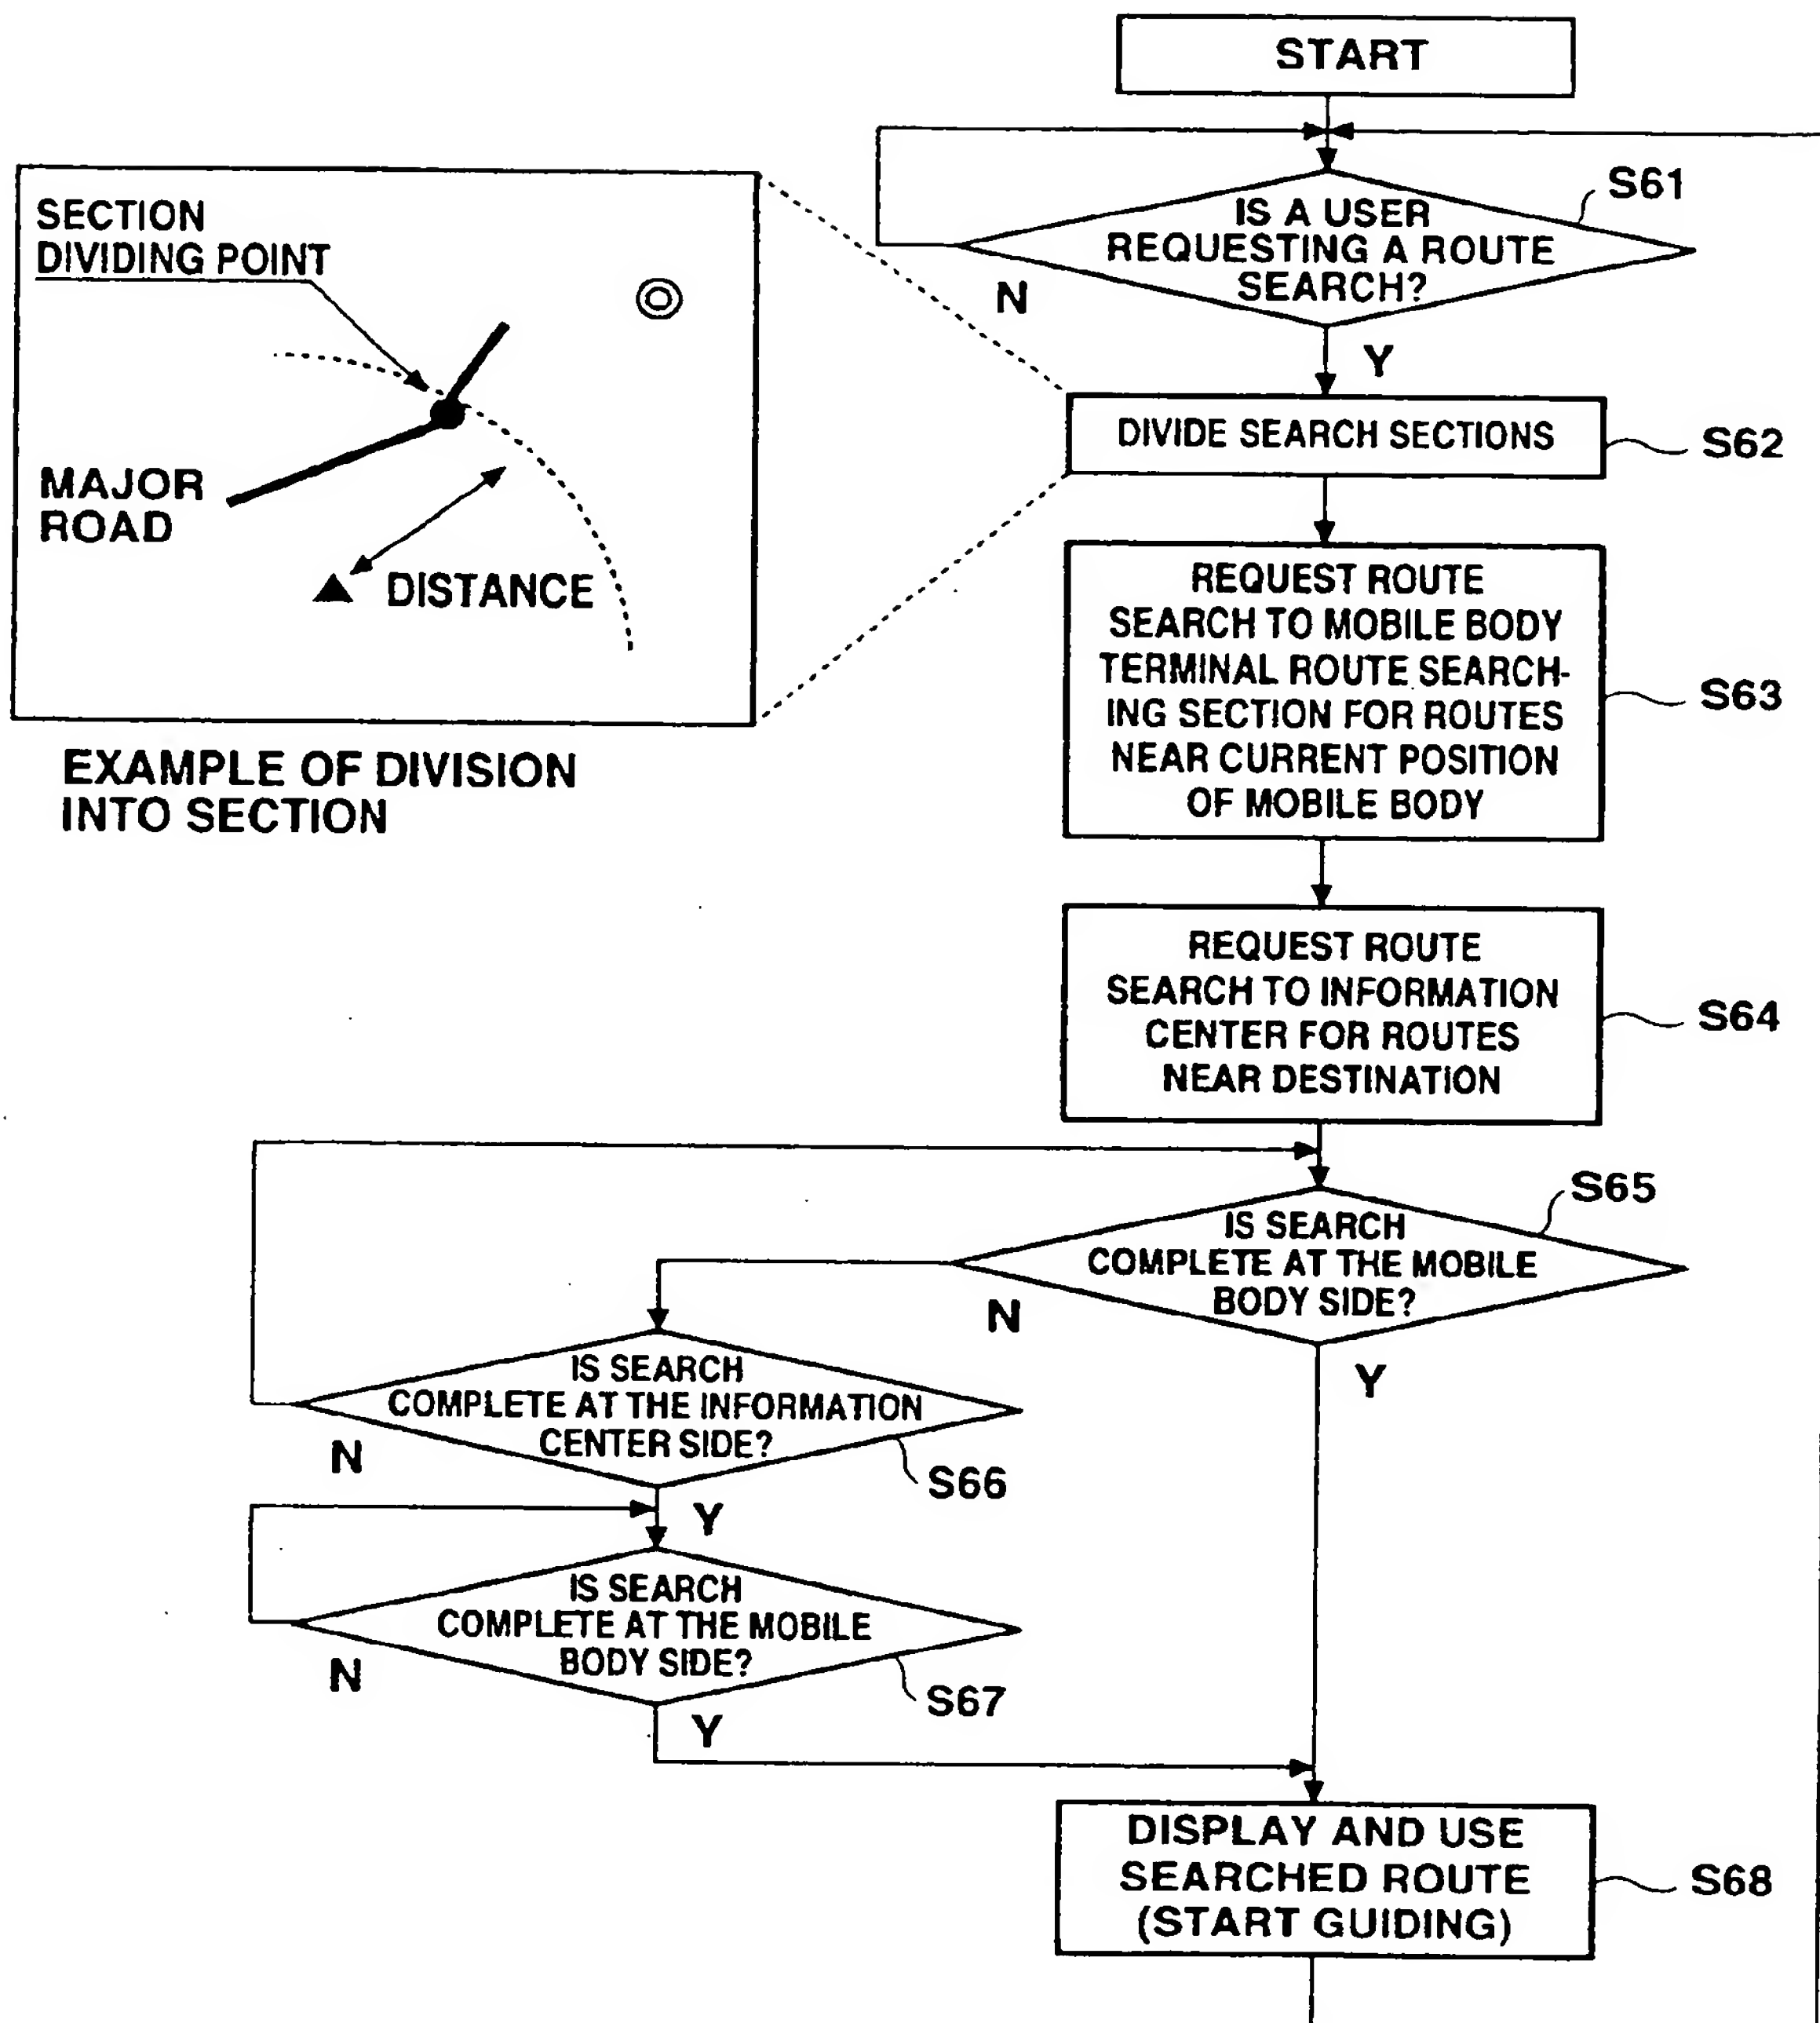 START
S61
IS A USER
REQUESTING A ROUTE
SEARCH?
N
Y
SECTION
DIVIDING POINT
MAJOR
ROAD
DISTANCE
EXAMPLE OF DIVISION
INTO SECTION
DIVIDE SEARCH SECTIONS
S62
REQUEST ROUTE
SEARCH TO MOBILE BODY
TERMINAL ROUTE SEARCH-
ING SECTION FOR ROUTES
NEAR CURRENT POSITION
OF MOBILE BODY
S63
REQUEST ROUTE
SEARCH TO INFORMATION
CENTER FOR ROUTES
NEAR DESTINATION
S64
S65
IS SEARCH
COMPLETE AT THE MOBILE
BODY SIDE?
N
Y
IS SEARCH
COMPLETE AT THE INFORMATION
CENTER SIDE?
N
S66
Y
IS SEARCH
COMPLETE AT THE MOBILE
BODY SIDE?
N
S67
Y
DISPLAY AND USE
SEARCHED ROUTE
(START GUIDING)
S68